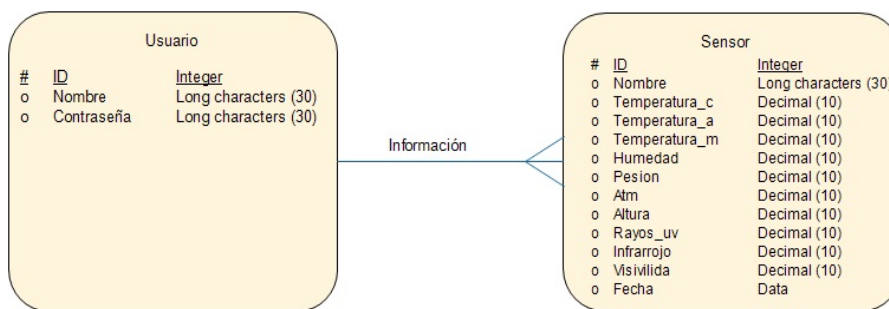 Usuario
# ID Integer
o Nombre Long characters (30)
o Contraseña Long characters (30)
Información
Sensor
# ID Integer
o Nombre Long characters (30)
o Temperatura_c Decimal (10)
o Temperatura_a Decimal (10)
o Temperatura_m Decimal (10)
o Humedad Decimal (10)
o Pesion Decimal (10)
o Atm Decimal (10)
o Altura Decimal (10)
o Rayos_uv Decimal (10)
o Infrarrojo Decimal (10)
o Visivilida Decimal (10)
o Fecha Data